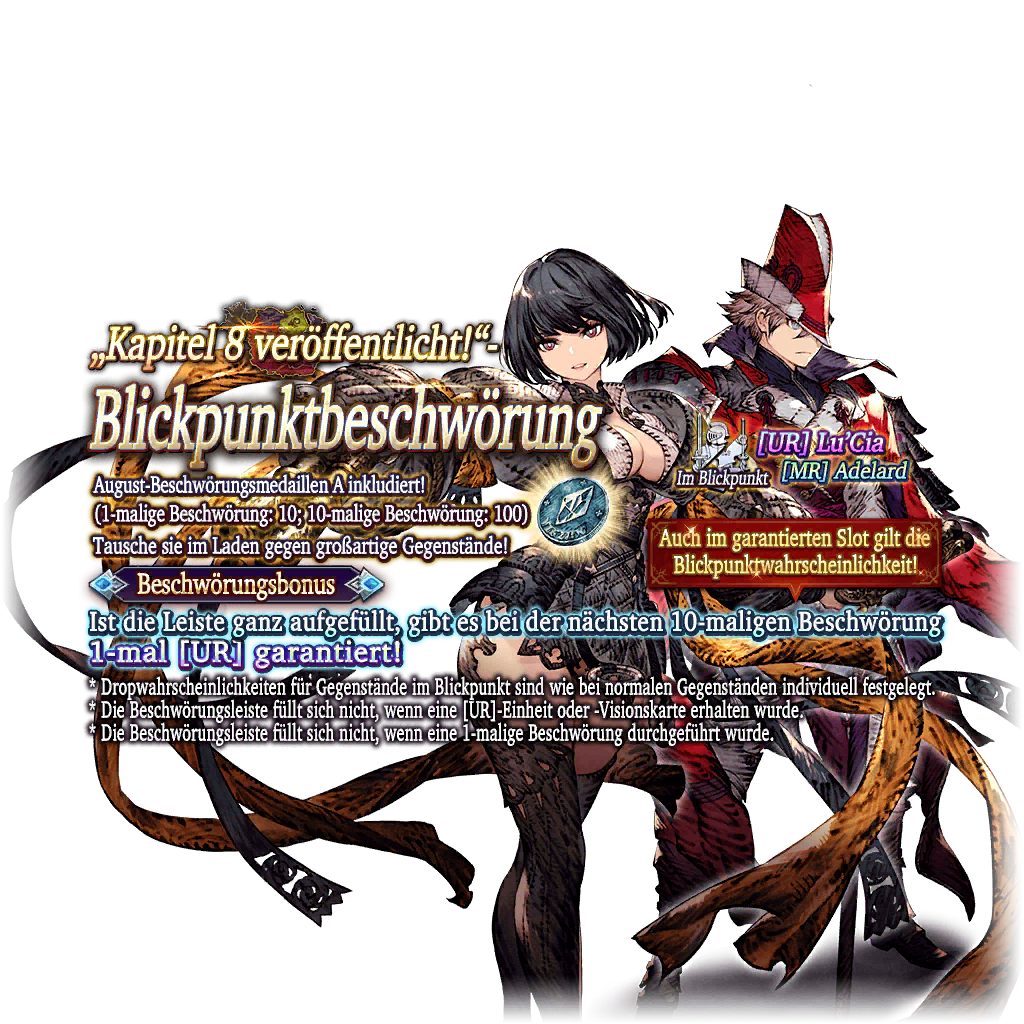 „Kapitel 8 veröffentlicht!“-
Blickpunktbeschwörung
August-Beschwörungsmedaillen A inkludiert!
(1-malige Beschwörung: 10; 10-malige Beschwörung: 100)
Tausche sie im Laden gegen großartige Gegenstände!
Im Blickpunkt
[UR] Lu'Cia
[MR] Adelard
Auch im garantierten Slot gilt die
Blickpunktwahrscheinlichkeit!
Beschwörungsbonus
Ist die Leiste ganz aufgefüllt, gibt es bei der nächsten 10-maligen Beschwörung
1-mal [UR] garantiert!
* Dropwahrscheinlichkeiten für Gegenstände im Blickpunkt sind wie bei normalen Gegenständen individuell festgelegt.
* Die Beschwörungsleiste füllt sich nicht, wenn eine [UR]-Einheit oder -Visionskarte erhalten wurde.
* Die Beschwörungsleiste füllt sich nicht, wenn eine 1-malige Beschwörung durchgeführt wurde.